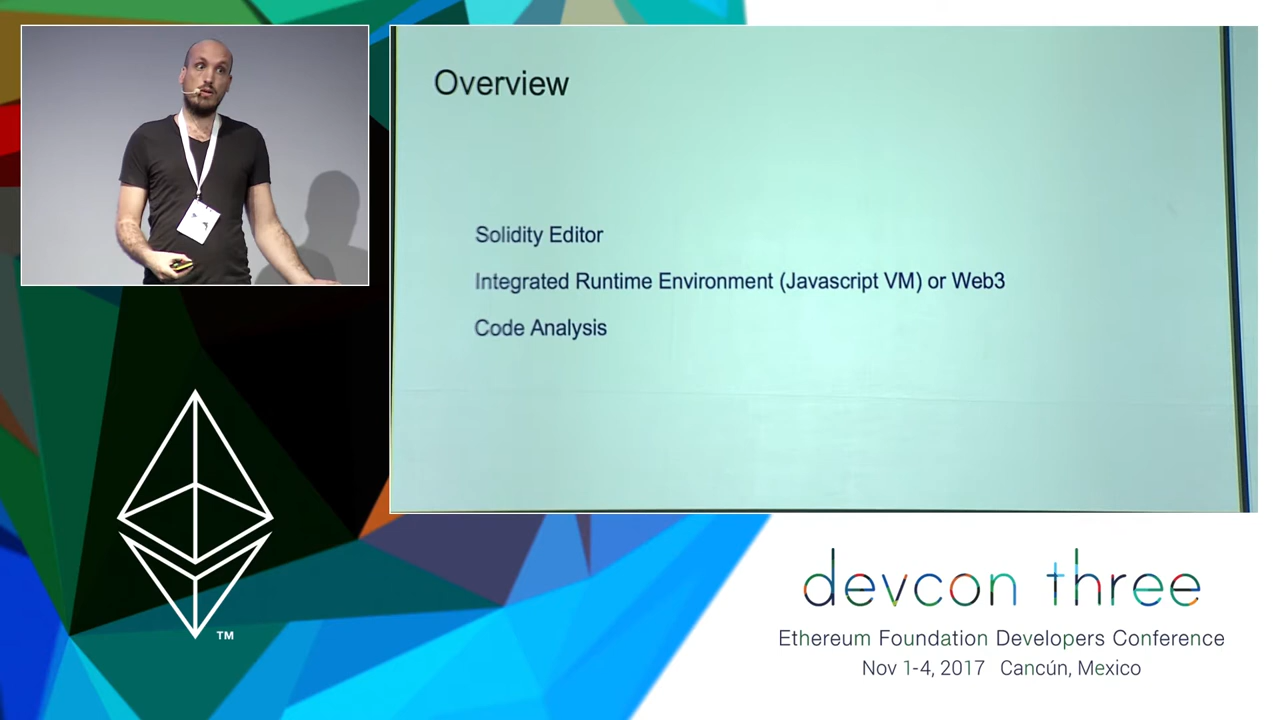 Overview
Solidity Editor
Integrated Runtime Environment (Javascript VM) or Web3
Code Analysis
TM
devcon three
Ethereum Foundation Developers Conference
Nov 1-4, 2017 Cancún, Mexico